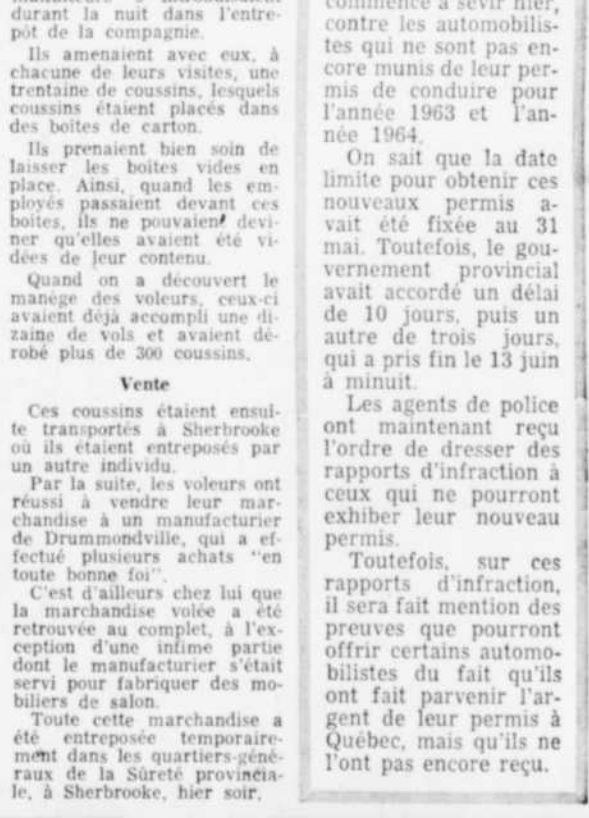 durant la nuit dans l'entre-
pôt de la compagnie.
Ils amenaient avec eux, à
chacune de leurs visites, une
trentaine de coussins, lesquels
coussins étaient placés dans
des boites de carton.
Ils prenaient bien soin de
laisser les boites vides en
place. Ainsi, quand les em-
ployés passaient devant ces
boites, ils ne pouvaient devi-
ner qu'elles avaient été vi-
dées de leur contenu.
Quand on a découvert le
manège des voleurs, ceux-ci
avaient déjà accompli une di-
zaine de vols et avaient dé-
robé plus de 300 coussins.
Vente
Ces coussins étaient ensui-
te transportés à Sherbrooke
où ils étaient entreposés par
un autre individu.
Par la suite, les voleurs ont
réussi à vendre leur mar-
chandise à un manufacturier
de Drummondville, qui a ef-
fectué plusieurs achats "en
toute bonne foi".
C'est d'ailleurs chez lui que
la marchandise volée a été
retrouvée au complet, à l'ex-
ception d'une infime partie
dont le manufacturier s'était
servi pour fabriquer des mo-
biliers de salon.
Toute cette marchandise a
été entreposée temporaire-
ment dans les quartiers-géné-
raux de la Sûreté provincia-
le, à Sherbrooke, hier soir.
commencé à sévir hier,
contre les automobilis-
tes qui ne sont pas en-
core munis de leur per-
mis de conduire pour
l'année 1963 et l'an-
née 1964.
On sait que la date
limite pour obtenir ces
nouveaux permis a-
vait été fixée au 31
mai. Toutefois, le gou-
vernement provincial
avait accordé un délai
de 10 jours, puis un
autre de trois jours,
qui a pris fin le 13 juin
à minuit.
Les agents de police
ont maintenant reçu
l'ordre de dresser des
rapports d'infraction à
ceux qui ne pourront
exhiber leur nouveau
permis.
Toutefois, sur ces
rapports d'infraction,
il sera fait mention des
preuves que pourront
offrir certains automo-
bilistes du fait qu'ils
ont fait parvenir l'ar-
gent de leur permis à
Québec, mais qu'ils ne
l'ont pas encore reçu.